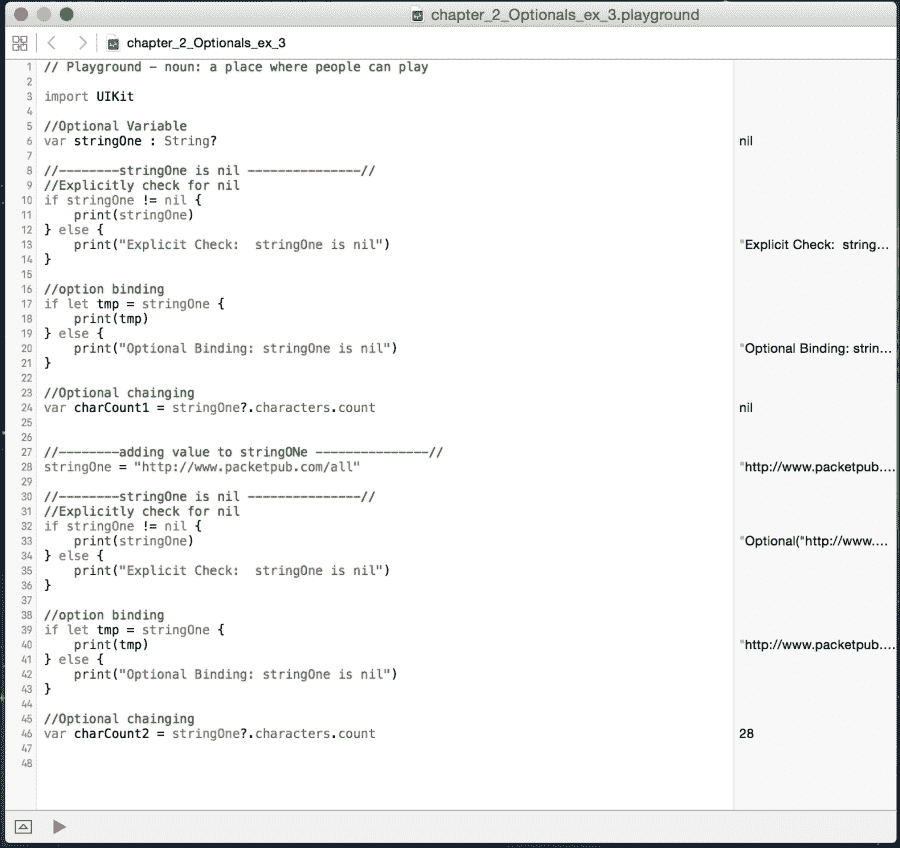 chapter_2_Optionals_ex_3.playground
chapter_2_Optionals_ex_3
1 // Playground - noun: a place where people can play
2
3 import UIKit
4
5 //Optional Variable
6 var stringOne : String? nil
7
8 //--------stringOne is nil ---------------//
9 //Explicitly check for nil
10 if stringOne != nil {
11     print(stringOne)
12 } else {
13     print("Explicit Check:  stringOne is nil") "Explicit Check:  string...
14 }
15
16 //option binding
17 if let tmp = stringOne {
18     print(tmp)
19 } else {
20     print("Optional Binding: stringOne is nil") "Optional Binding: strin...
21 }
22
23 //Optional chainging
24 var charCount1 = stringOne?.characters.count nil
25
26
27 //--------adding value to stringONe ---------------//
28 stringOne = "http://www.packetpub.com/all" "http://www.packetpub....
29
30 //--------stringOne is nil ---------------//
31 //Explicitly check for nil
32 if stringOne != nil {
33     print(stringOne) "Optional("http://www....
34 } else {
35     print("Explicit Check:  stringOne is nil")
36 }
37
38 //option binding
39 if let tmp = stringOne {
40     print(tmp) "http://www.packetpub....
41 } else {
42     print("Optional Binding: stringOne is nil")
43 }
44
45 //Optional chainging
46 var charCount2 = stringOne?.characters.count 28
47
48